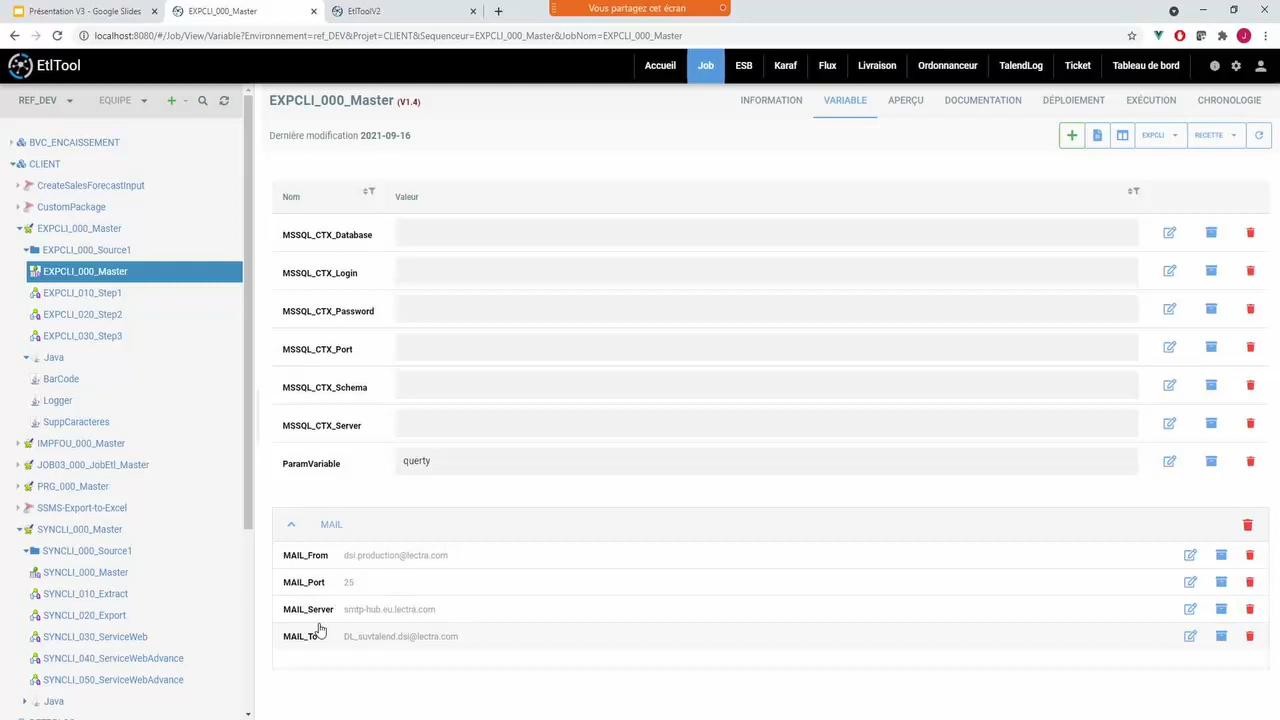 Présentation V3 - Google Slides
EXPCLI_000_Master
EtlToolV2
Vous partagez cet écran
localhost:8080/#/Job/View/Variable?Environnement=ref_DEV&Projet=CLIENT&Sequenceur=EXPCLI_000_Master&JobNom=EXPCLI_000_Master
J
EtlTool
Accueil
Job
ESB
Karaf
Flux
Livraison
Ordonnanceur
TalendLog
Ticket
Tableau de bord
REF_DEV
EQUIPE
BVC_ENCAISSEMENT
CLIENT
CreateSalesForecastInput
CustomPackage
EXPCLI_000_Master
EXPCLI_000_Source1
EXPCLI_000_Master
EXPCLI_010_Step1
EXPCLI_020_Step2
EXPCLI_030_Step3
Java
BarCode
Logger
SuppCaracteres
IMPFOU_000_Master
JOB03_000_JobEtl_Master
PRG_000_Master
SSMS-Export-to-Excel
SYNCLI_000_Master
SYNCLI_000_Source1
SYNCLI_000_Master
SYNCLI_010_Extract
SYNCLI_020_Export
SYNCLI_030_ServiceWeb
SYNCLI_040_ServiceWebAdvance
SYNCLI_050_ServiceWebAdvance
Java
EXPCLI_000_Master (V1.4)
INFORMATION
VARIABLE
APERÇU
DOCUMENTATION
DÉPLOIEMENT
EXÉCUTION
CHRONOLOGIE
Dernière modification 2021-09-16
EXPCLI
RECETTE
Nom
Valeur
MSSQL_CTX_Database
MSSQL_CTX_Login
MSSQL_CTX_Password
MSSQL_CTX_Port
MSSQL_CTX_Schema
MSSQL_CTX_Server
ParamVariable querty
MAIL
MAIL_From dsi.production@lectra.com
MAIL_Port 25
MAIL_Server smtp-hub.eu.lectra.com
MAIL_To DL_suvtalend.dsi@lectra.com